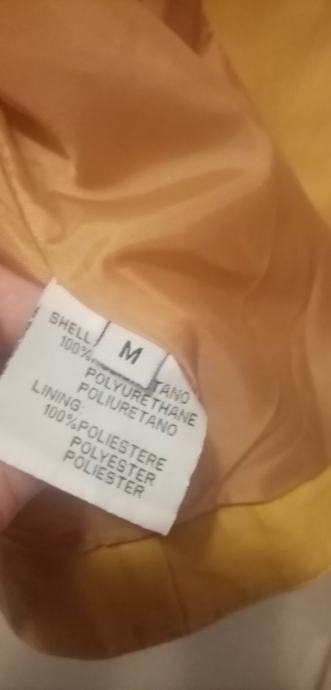 M
SHELL
100%
TANO
POLYURETHANE
POLIURETANO
LINING:
100%POLIESTERE
POLYESTER
POLIESTER